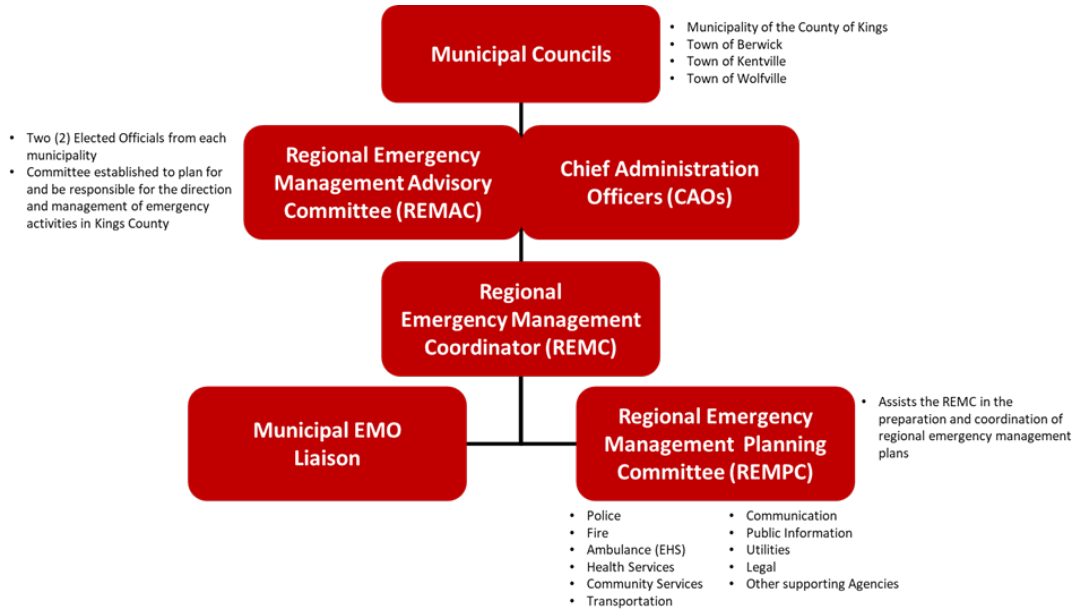 Municipal Councils
• Municipality of the County of Kings
• Town of Berwick
• Town of Kentville
• Town of Wolfville
• Two (2) Elected Officials from each
municipality
• Committee established to plan for
and be responsible for the direction
and management of emergency
activities in Kings County
Regional Emergency
Management Advisory
Committee (REMAC)
Chief Administration
Officers (CAOs)
Regional
Emergency Management
Coordinator (REMC)
Municipal EMO
Liaison
Regional Emergency
Management Planning
Committee (REMPC)
• Assists the REMC in the
preparation and coordination of
regional emergency management
plans
• Police
• Fire
• Ambulance (EHS)
• Health Services
• Community Services
• Transportation
• Communication
• Public Information
• Utilities
• Legal
• Other supporting Agencies